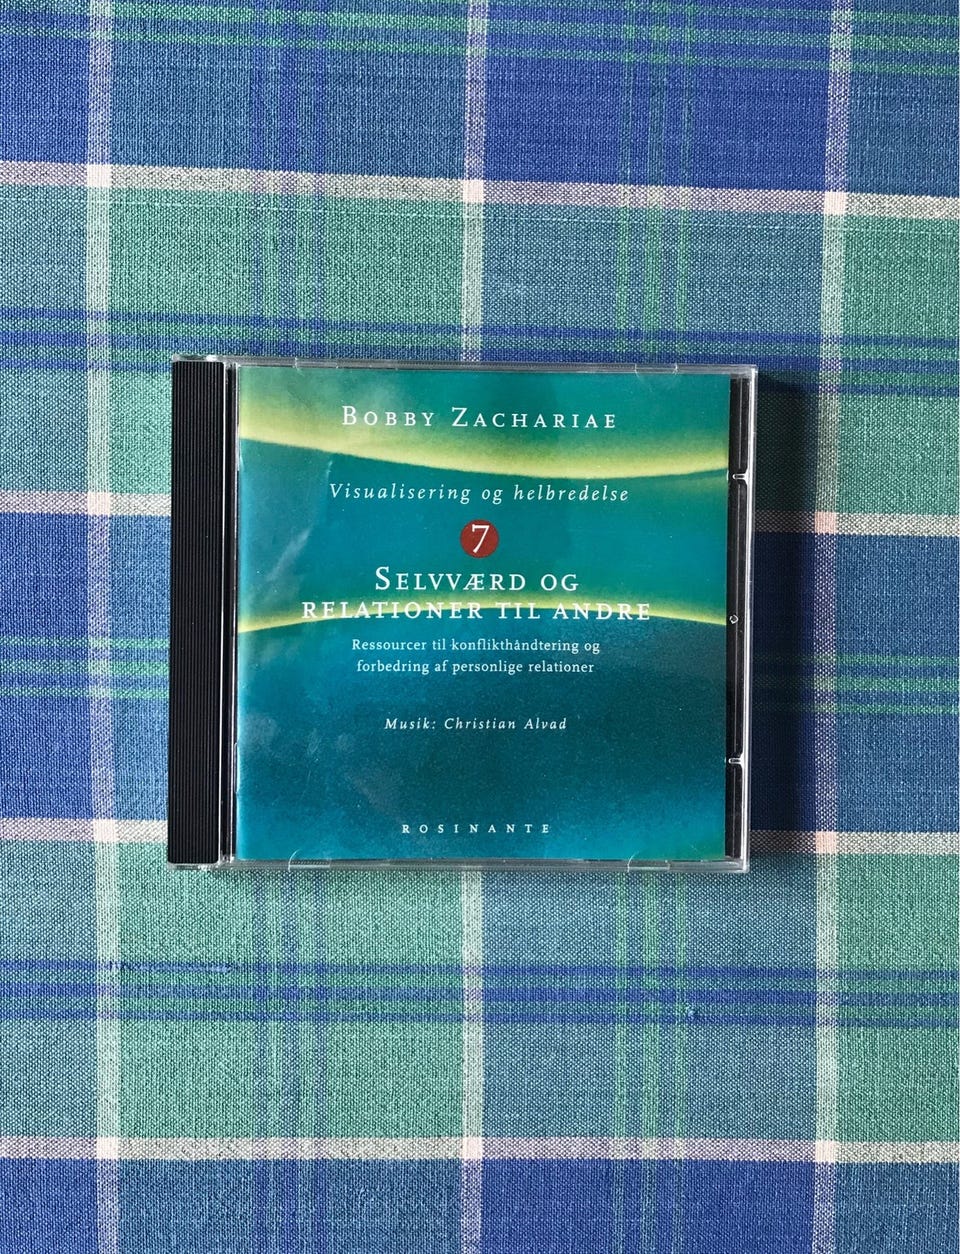 BOBBY ZACHARIAE
Visualisering og helbredelse
7
SELVVÆRD OG
RELATIONER TIL ANDRE
Ressourcer til konflikthåndtering og
forbedring af personlige relationer
Musik: Christian Alvad
ROSINANTE